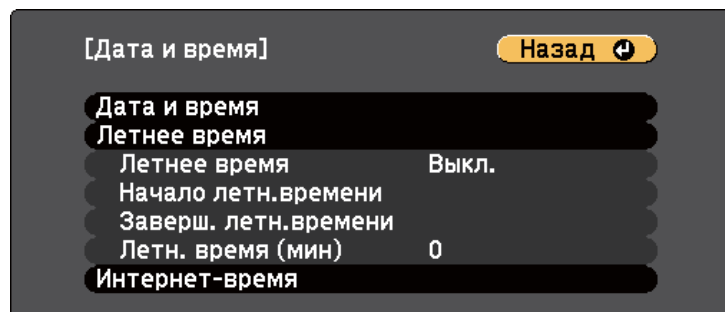 [Дата и время] Назад
Дата и время
Летнее время
Летнее время Выкл.
Начало летн.времени
Заверш. летн.времени
Летн. время (мин) 0
Интернет-время